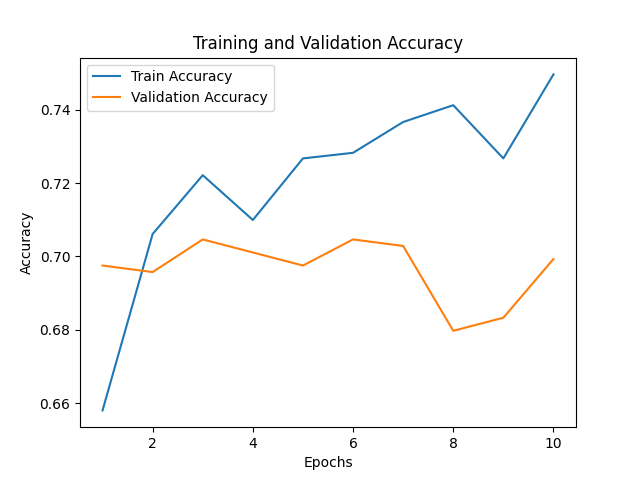 Training and Validation Accuracy
Train Accuracy
Validation Accuracy
0.74
0.72
0.70
0.68
0.66
Accuracy
2 4 6 8 10
Epochs